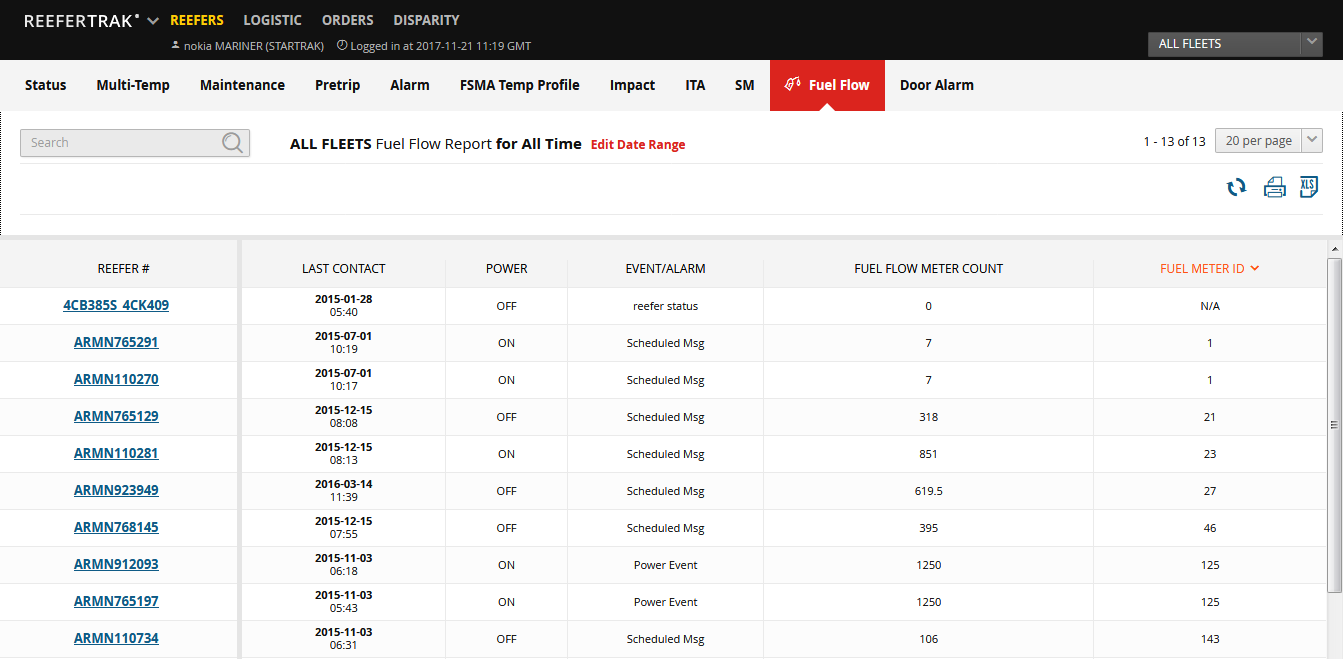 REEFERTRAK REEFERS LOGISTIC ORDERS DISPARITY
nokia MARINER (STARTRAK) Logged in at 2017-11-21 11:19 GMT
ALL FLEETS
Status Multi-Temp Maintenance Pretrip Alarm FSMA Temp Profile Impact ITA SM Fuel Flow Door Alarm
Search ALL FLEETS Fuel Flow Report for All Time Edit Date Range 1 - 13 of 13 20 per page
XLS
REEFER # LAST CONTACT POWER EVENT/ALARM FUEL FLOW METER COUNT FUEL METER ID
4CB385S_4CK409 2015-01-28 05:40 OFF reefer status 0 N/A
ARMN765291 2015-07-01 10:19 ON Scheduled Msg 7 1
ARMN110270 2015-07-01 10:17 ON Scheduled Msg 7 1
ARMN765129 2015-12-15 08:08 OFF Scheduled Msg 318 21
ARMN110281 2015-12-15 08:13 ON Scheduled Msg 851 23
ARMN923949 2016-03-14 11:39 OFF Scheduled Msg 619.5 27
ARMN768145 2015-12-15 07:55 OFF Scheduled Msg 395 46
ARMN912093 2015-11-03 06:18 ON Power Event 1250 125
ARMN765197 2015-11-03 05:43 ON Power Event 1250 125
ARMN110734 2015-11-03 06:31 OFF Scheduled Msg 106 143